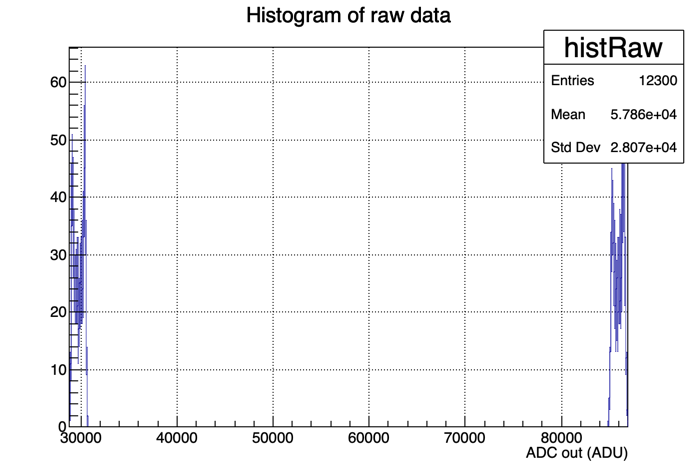 Histogram of raw data
histRaw
Entries 12300
Mean 5.786e+04
Std Dev 2.807e+04
60
50
40
30
20
10
0
30000 40000 50000 60000 70000 80000
ADC out (ADU)